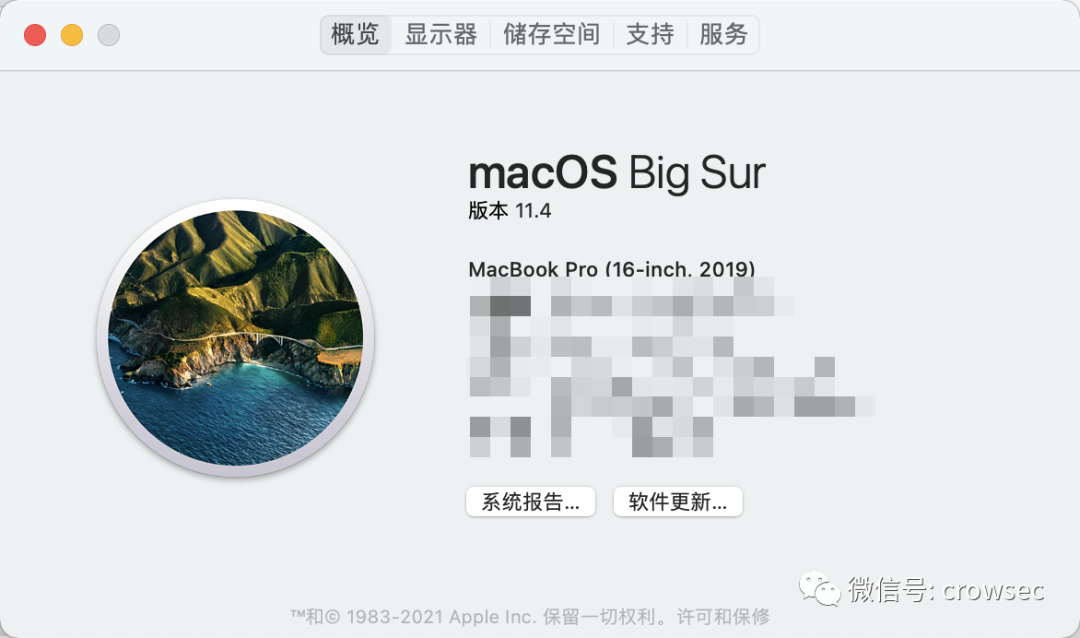 概览 显示器 储存空间 支持 服务
macOS Big Sur
版本 11.4
MacBook Pro (16-inch, 2019)
系统报告... 软件更新...
™和© 1983-2021 Apple Inc. 保留一切权利。许可和保修
微信号: crowsec